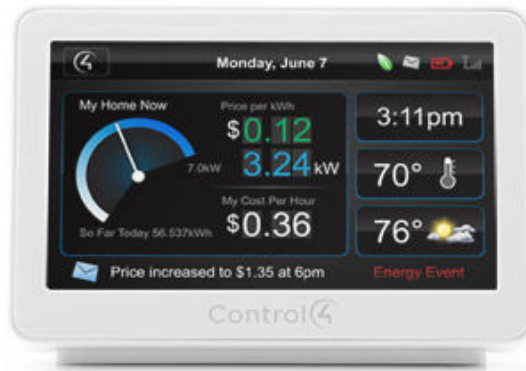 Monday, June 7
My Home Now
Price per kWh
$0.12
3.24 kW
7.0kW
My Cost Per Hour
$0.36
So Far Today 56.537kWh
3:11pm
70°
76°
Price increased to $1.35 at 6pm
Energy Event
Control4